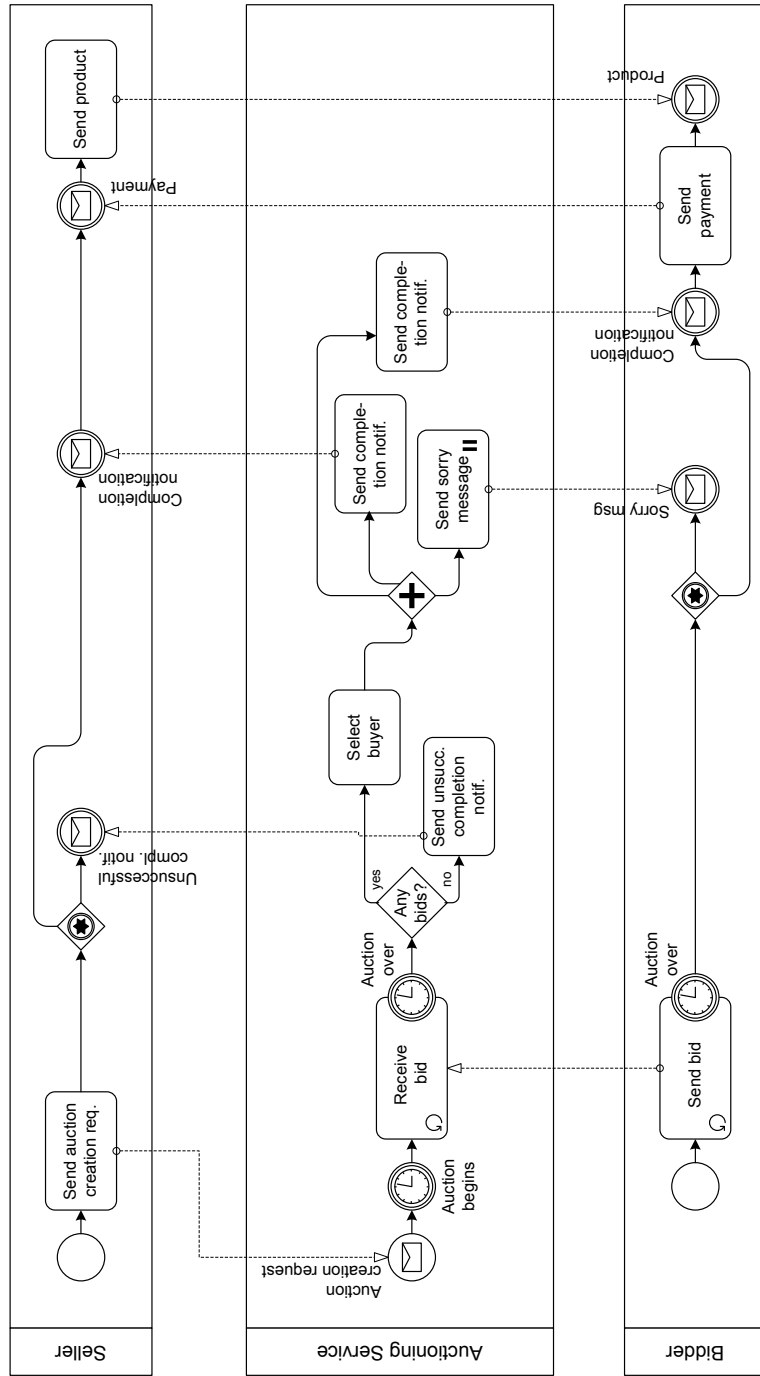 Seller
Send auction
creation req.
Unsuccessful
compl. notif.
Completion
notification
Payment
Send product
Auctioning Service
Auction
creation request
Auction
begins
Receive
bid
Auction
over
Any
bids?
yes
no
Select
buyer
Send unsucc.
completion
notif.
Send comple-
tion notif.
Send sorry
message
Send comple-
tion notif.
Bidder
Send bid
Auction
over
Sorry msg
Completion
notification
Send
payment
Product